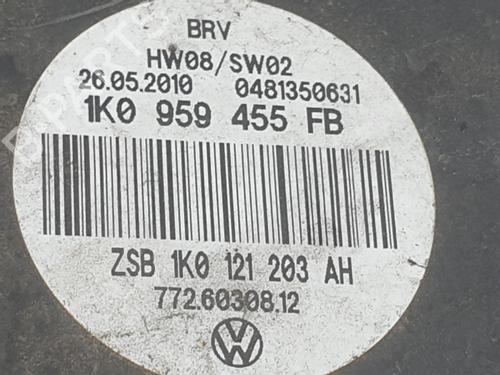 BRV
HW08/SW02
26.05.2010 0481350631
1K0 959 455 FB
ZSB 1K0 121 203 AH
772.60308.12